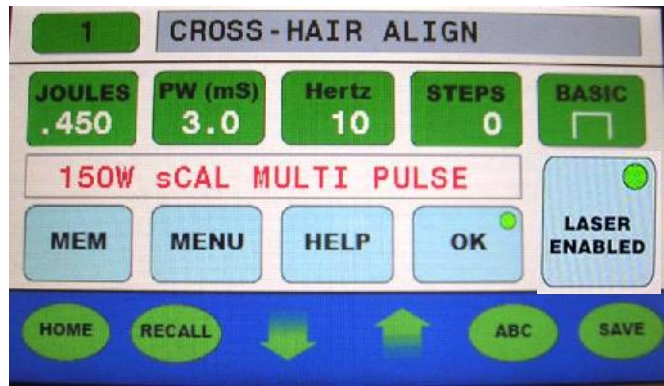 1 CROSS-HAIR ALIGN
JOULES PW (mS) Hertz STEPS BASIC
.450 3.0 10 0
150W sCAL MULTI PULSE
MEM MENU HELP OK LASER ENABLED
HOME RECALL ABC SAVE